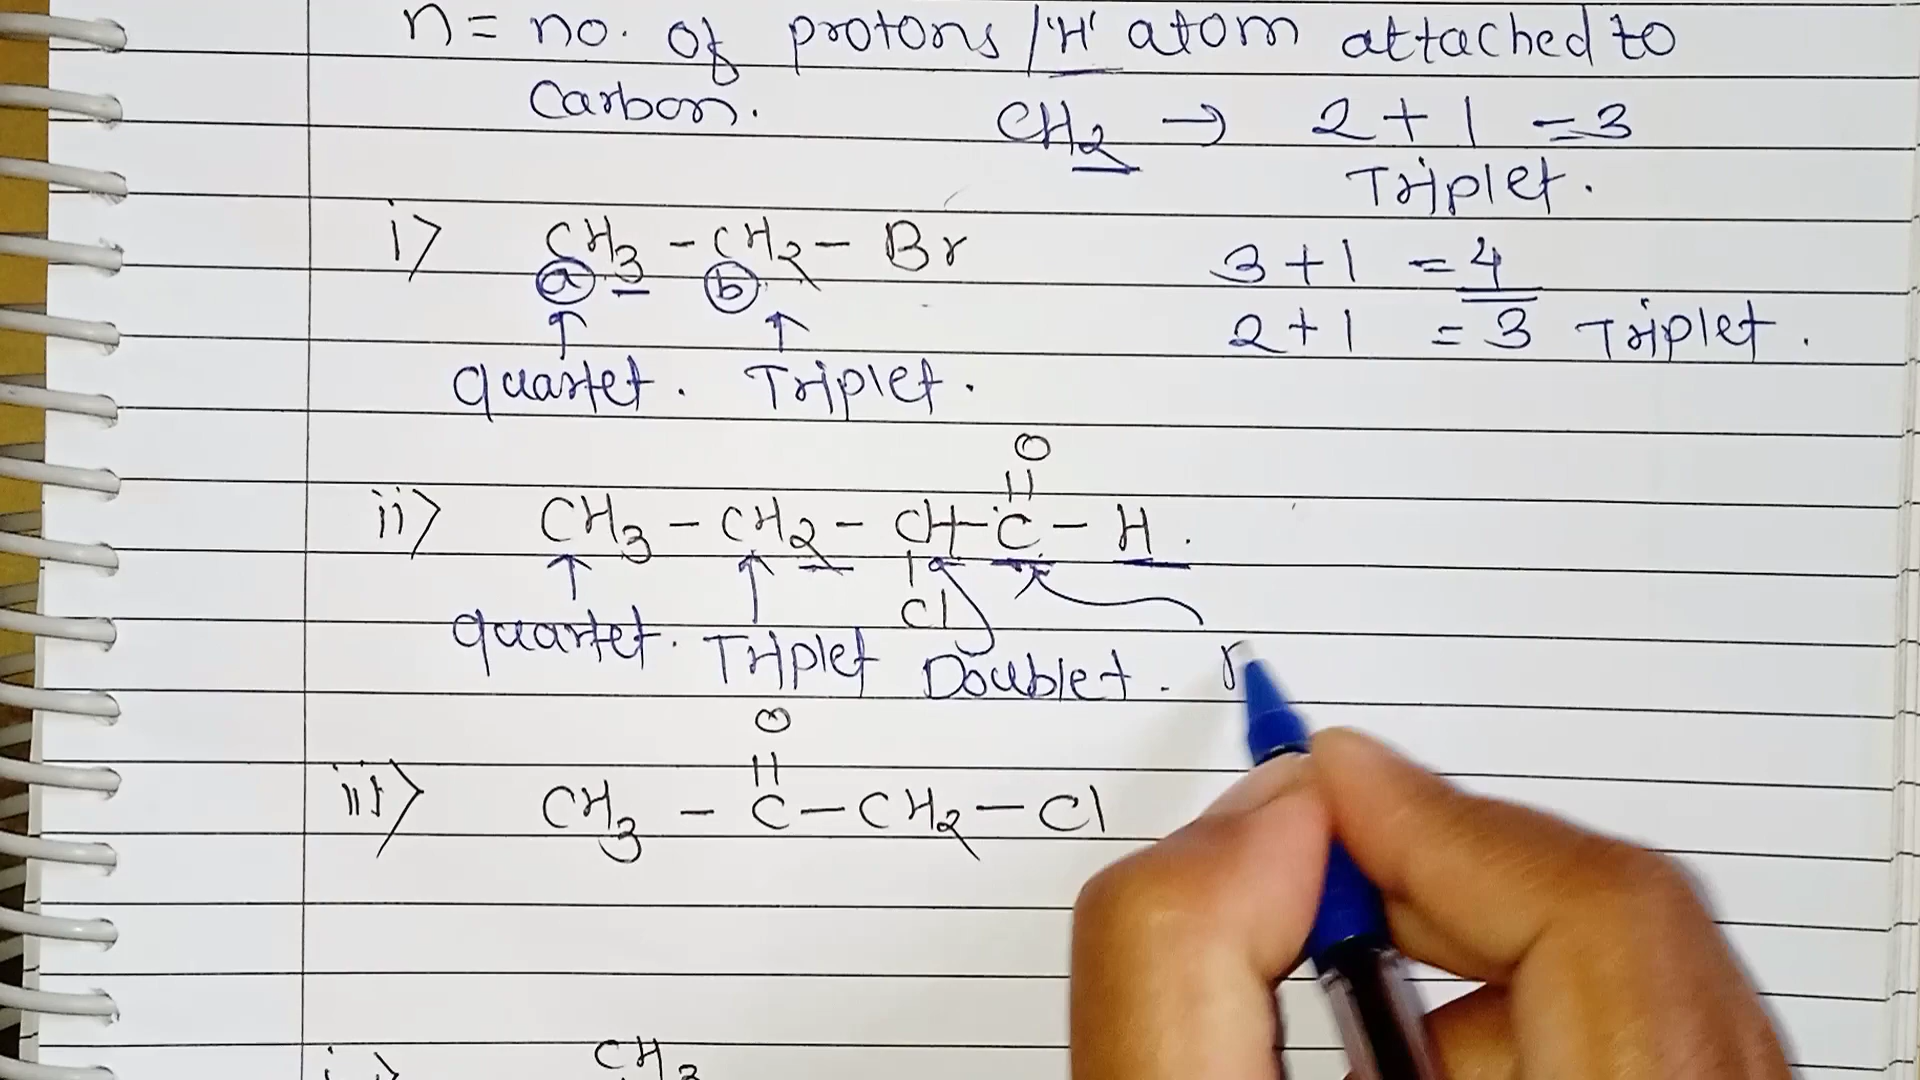 n = no. of protons / 'H' atom attached to
Carbon.
CH2 → 2 + 1 = 3
Triplet.
i) CH3 - CH2 - Br
a b
3 + 1 = 4
2 + 1 = 3 Triplet.
quartet. Triplet.
O
||
ii) CH3 - CH2 - CH - C - H.
Cl
quartet. Triplet Doublet.
O
||
iii) CH3 - C - CH2 - Cl
CH3